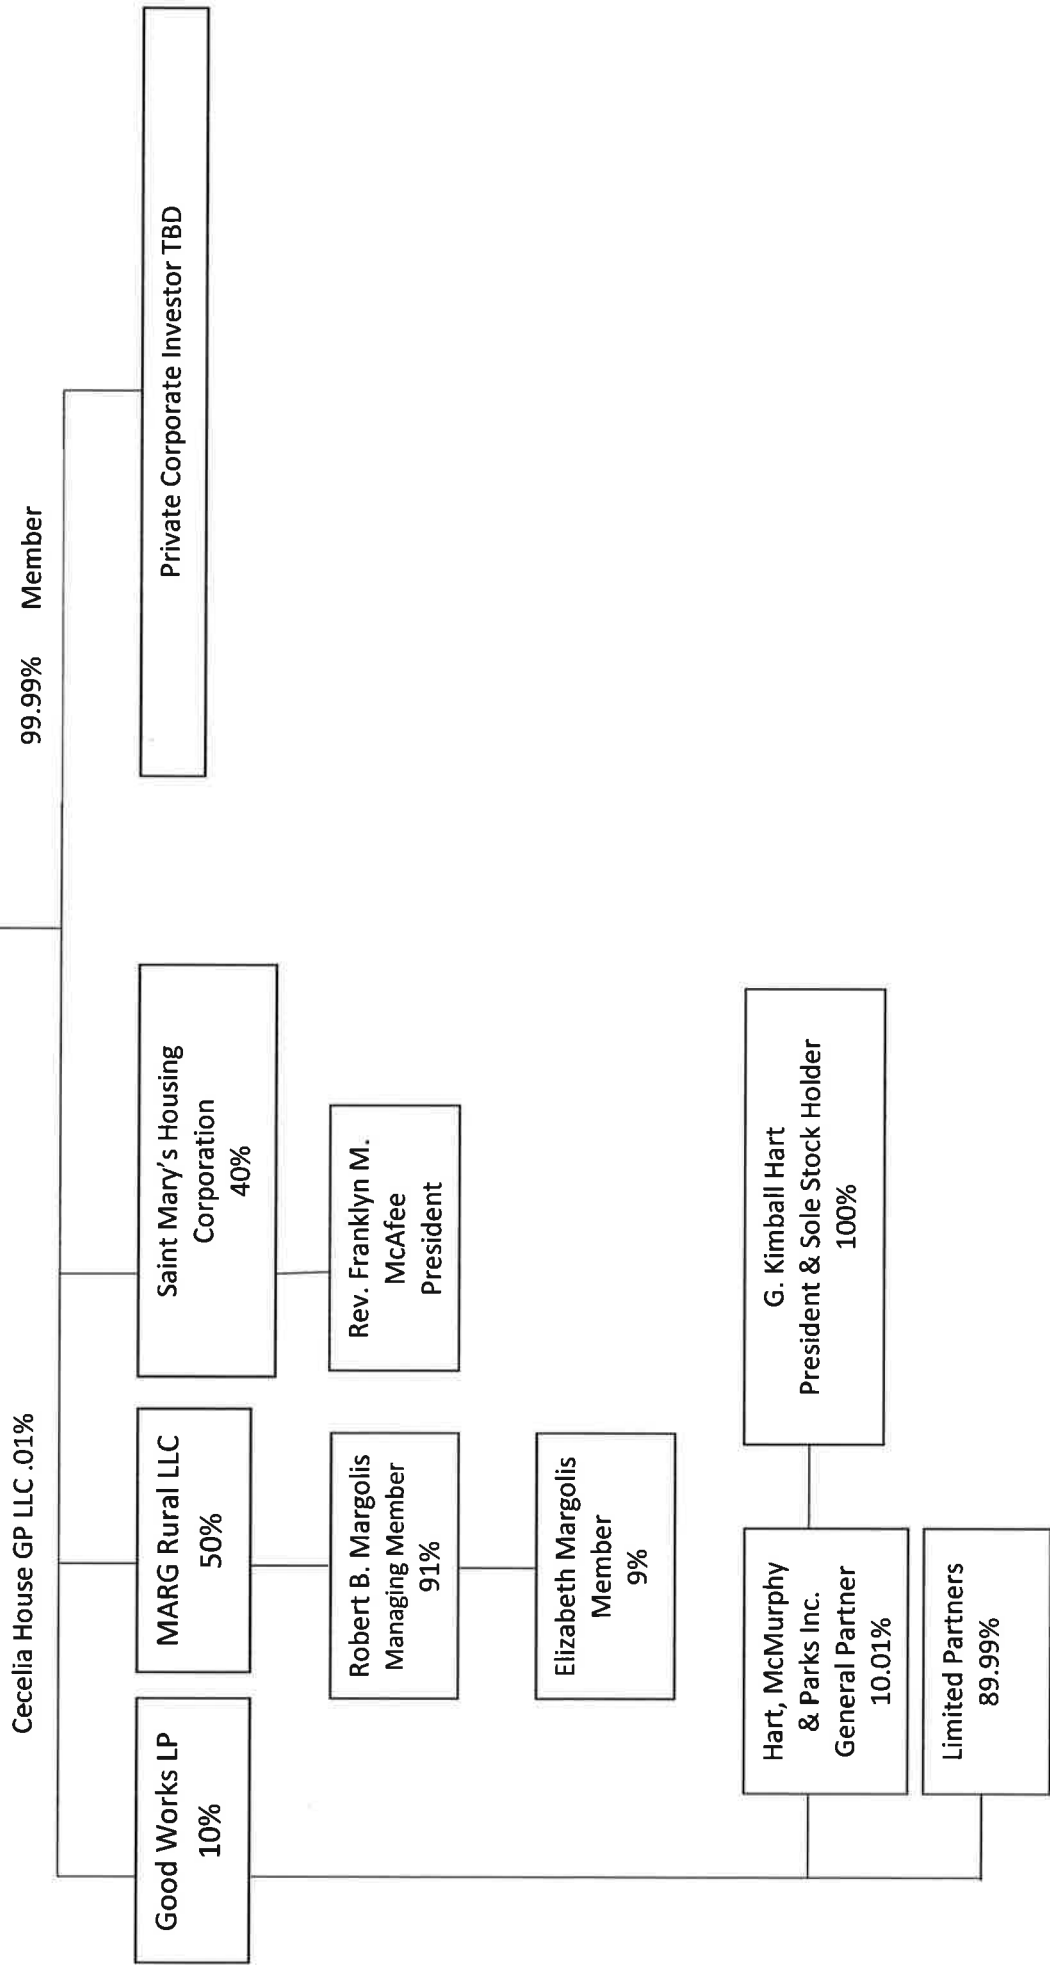 Cecelia House GP LLC .01%
99.99% Member
Good Works LP
10%
MARG Rural LLC
50%
Saint Mary's Housing
Corporation
40%
Private Corporate Investor TBD
Robert B. Margolis
Managing Member
91%
Rev. Franklyn M.
McAfee
President
Elizabeth Margolis
Member
9%
Hart, McMurphy
& Parks Inc.
General Partner
10.01%
G. Kimball Hart
President & Sole Stock Holder
100%
Limited Partners
89.99%